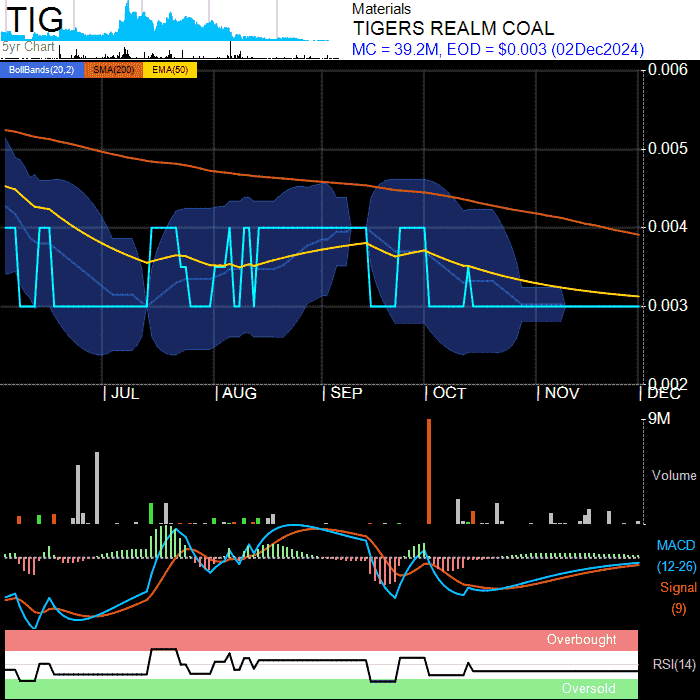 TIG
5yr Chart
Materials
TIGERS REALM COAL
MC = 39.2M, EOD = $0.003 (02Dec2024)
BollBands(20,2) SMA(200) EMA(50)
0.006
0.005
0.004
0.003
0.002
JUL AUG SEP OCT NOV DEC
9M
Volume
MACD
(12-26)
Signal
(9)
Overbought
RSI(14)
Oversold